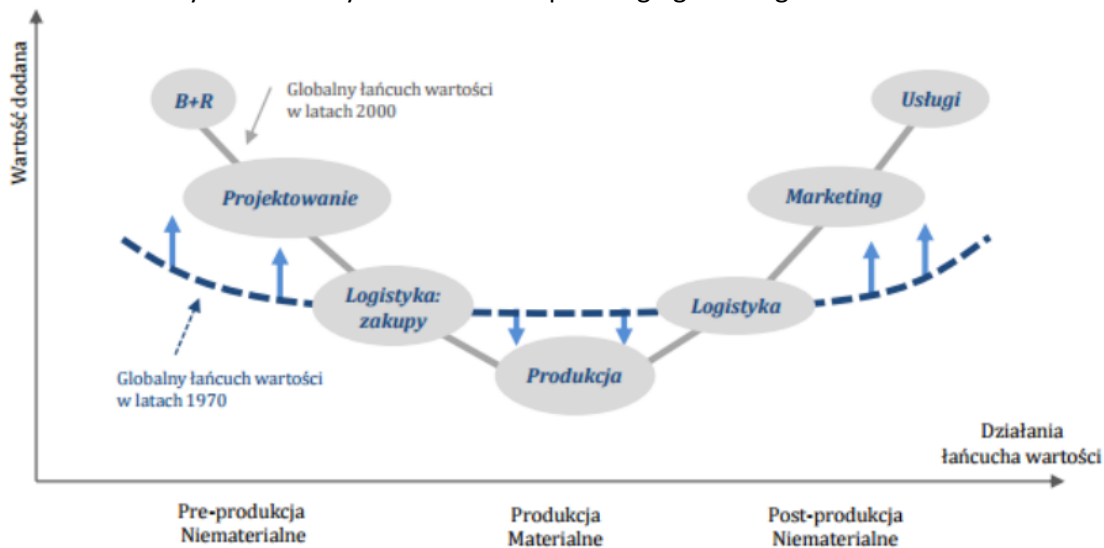 Wartość dodana
B+R
Globalny łańcuch wartości
w latach 2000
Usługi
Projektowanie
Marketing
Logistyka:
zakupy
Logistyka
Produkcja
Globalny łańcuch wartości
w latach 1970
Działania
łańcucha wartości
Pre-produkcja
Niematerialne
Produkcja
Materialne
Post-produkcja
Niematerialne